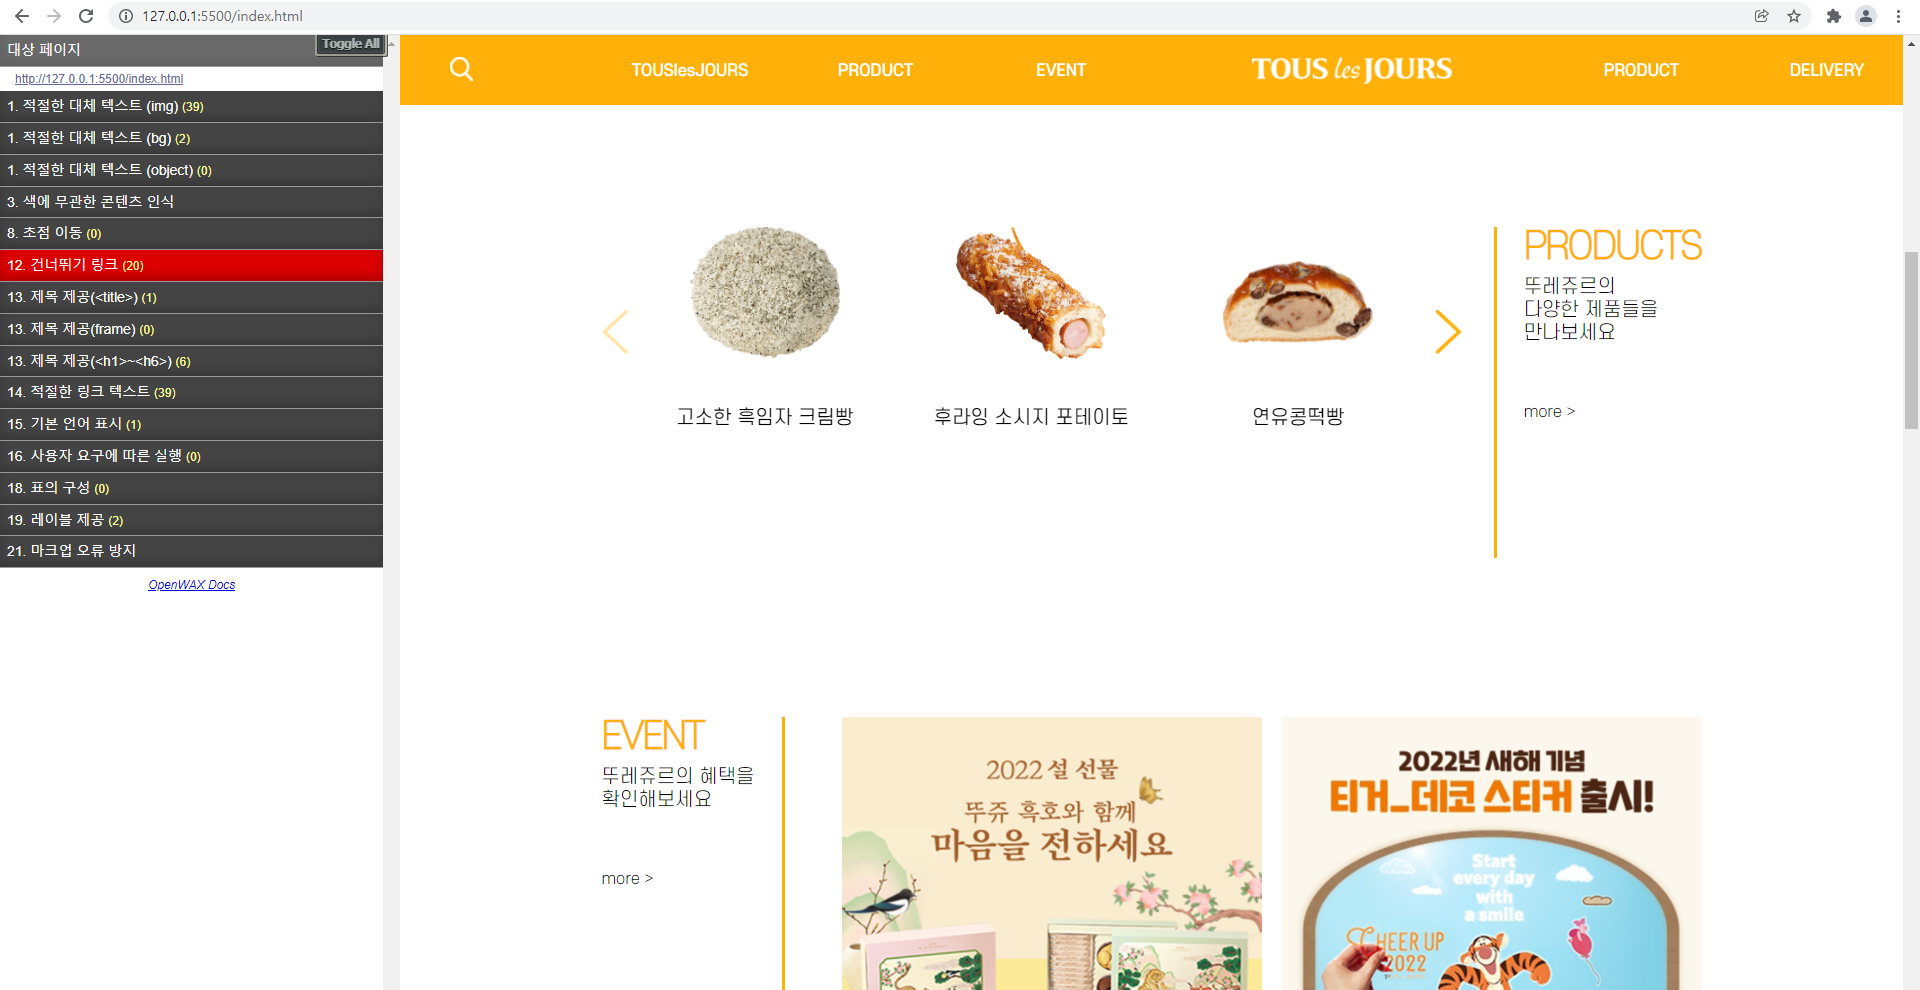 127.0.0.1:5500/index.html
대상 페이지
Toggle All
http://127.0.0.1:5500/index.html
1. 적절한 대체 텍스트 (img) (39)
1. 적절한 대체 텍스트 (bg) (2)
1. 적절한 대체 텍스트 (object) (0)
3. 색에 무관한 콘텐츠 인식
8. 초점 이동 (0)
12. 건너뛰기 링크 (20)
13. 제목 제공(<title>) (1)
13. 제목 제공(frame) (0)
13. 제목 제공(<h1>~<h6>) (6)
14. 적절한 링크 텍스트 (39)
15. 기본 언어 표시 (1)
16. 사용자 요구에 따른 실행 (0)
18. 표의 구성 (0)
19. 레이블 제공 (2)
21. 마크업 오류 방지
OpenWAX Docs
TOUSlesJOURS
PRODUCT
EVENT
TOUS les JOURS
PRODUCT
DELIVERY
고소한 흑임자 크림빵
후라잉 소시지 포테이토
연유콩떡빵
PRODUCTS
뚜레쥬르의
다양한 제품들을
만나보세요
more >
EVENT
뚜레쥬르의 혜택을
확인해보세요
more >
2022 설 선물
뚜쥬 흑호와 함께
마음을 전하세요
2022년 새해 기념
티거_데코 스티커 출시!
Start
every day
with
a smile
CHEER UP
2022